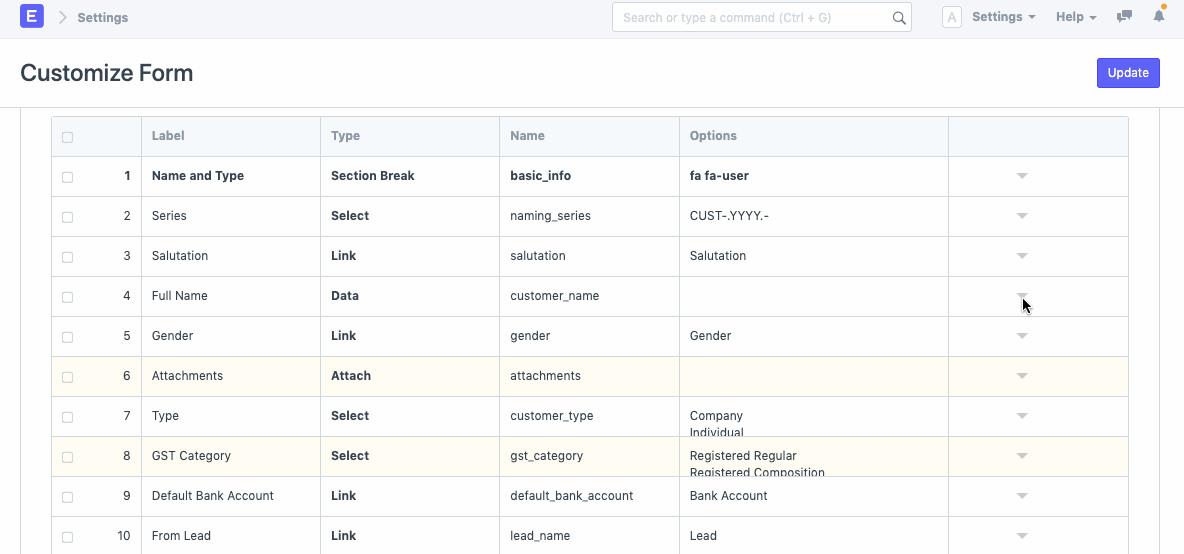 E Settings Search or type a command (Ctrl + G) A Settings Help
Customize Form Update
Label Type Name Options
1 Name and Type Section Break basic_info fa fa-user
2 Series Select naming_series CUST-.YYYY.-
3 Salutation Link salutation Salutation
4 Full Name Data customer_name
5 Gender Link gender Gender
6 Attachments Attach attachments
7 Type Select customer_type Company
Individual
8 GST Category Select gst_category Registered Regular
Registered Composition
9 Default Bank Account Link default_bank_account Bank Account
10 From Lead Link lead_name Lead